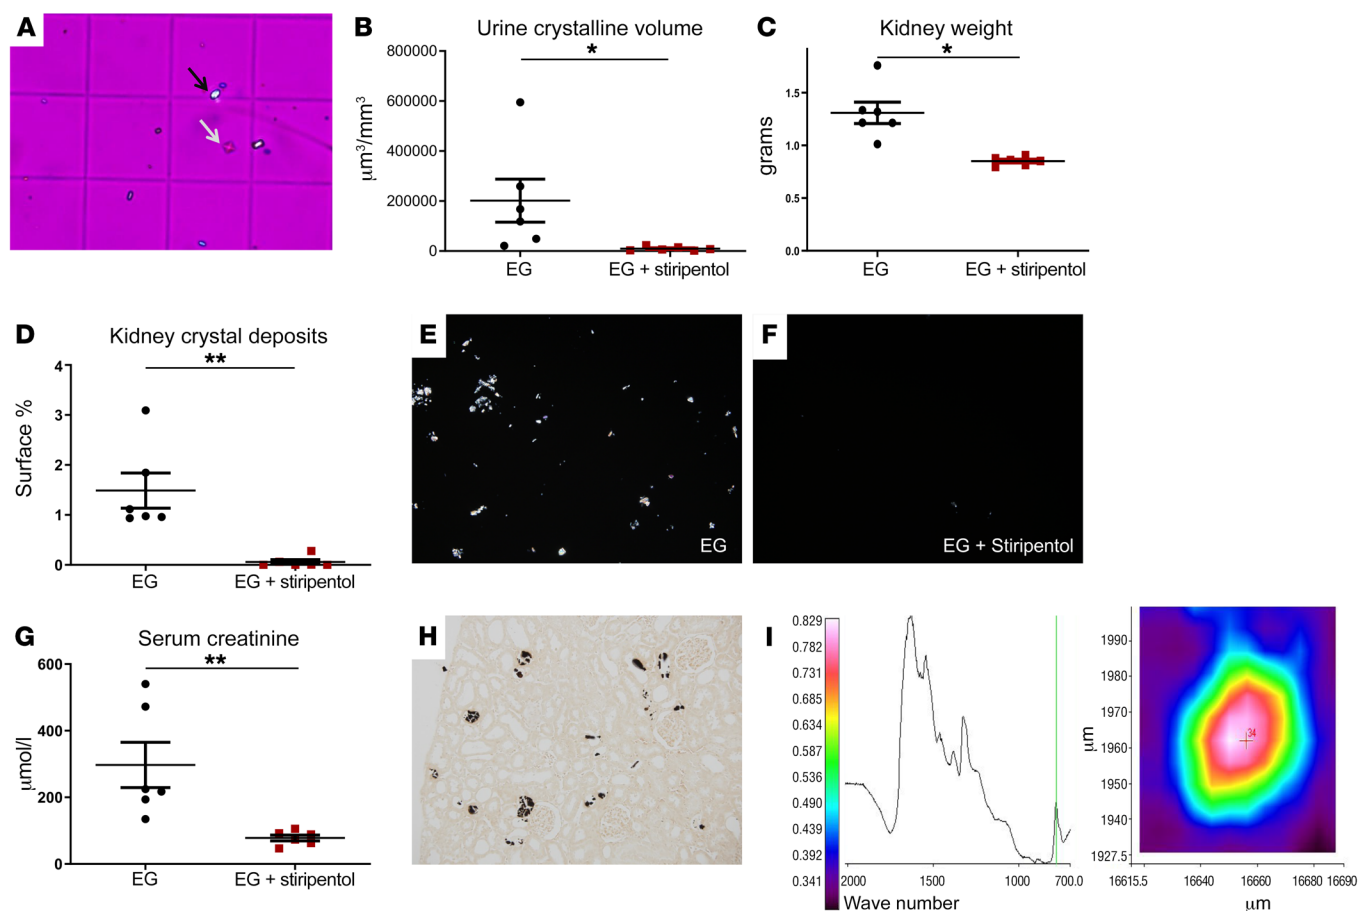 A
B
Urine crystalline volume
*
800000
600000
400000
200000
0
µm³/mm³
EG
EG + stiripentol
C
Kidney weight
*
1.5
1.0
0.5
0.0
grams
EG
EG + stiripentol
D
Kidney crystal deposits
**
4
3
2
1
0
Surface %
EG
EG + stiripentol
E
EG
F
EG + Stiripentol
G
Serum creatinine
**
600
400
200
0
µmol/l
EG
EG + stiripentol
H
I
0.829
0.782
0.731
0.685
0.634
0.587
0.536
0.490
0.439
0.392
0.341
2000
1500
1000
700.0
Wave number
1990
1980
1970
1960
1950
1940
1927.5
µm
34
16615.5
16640
16660
16680
16690
µm